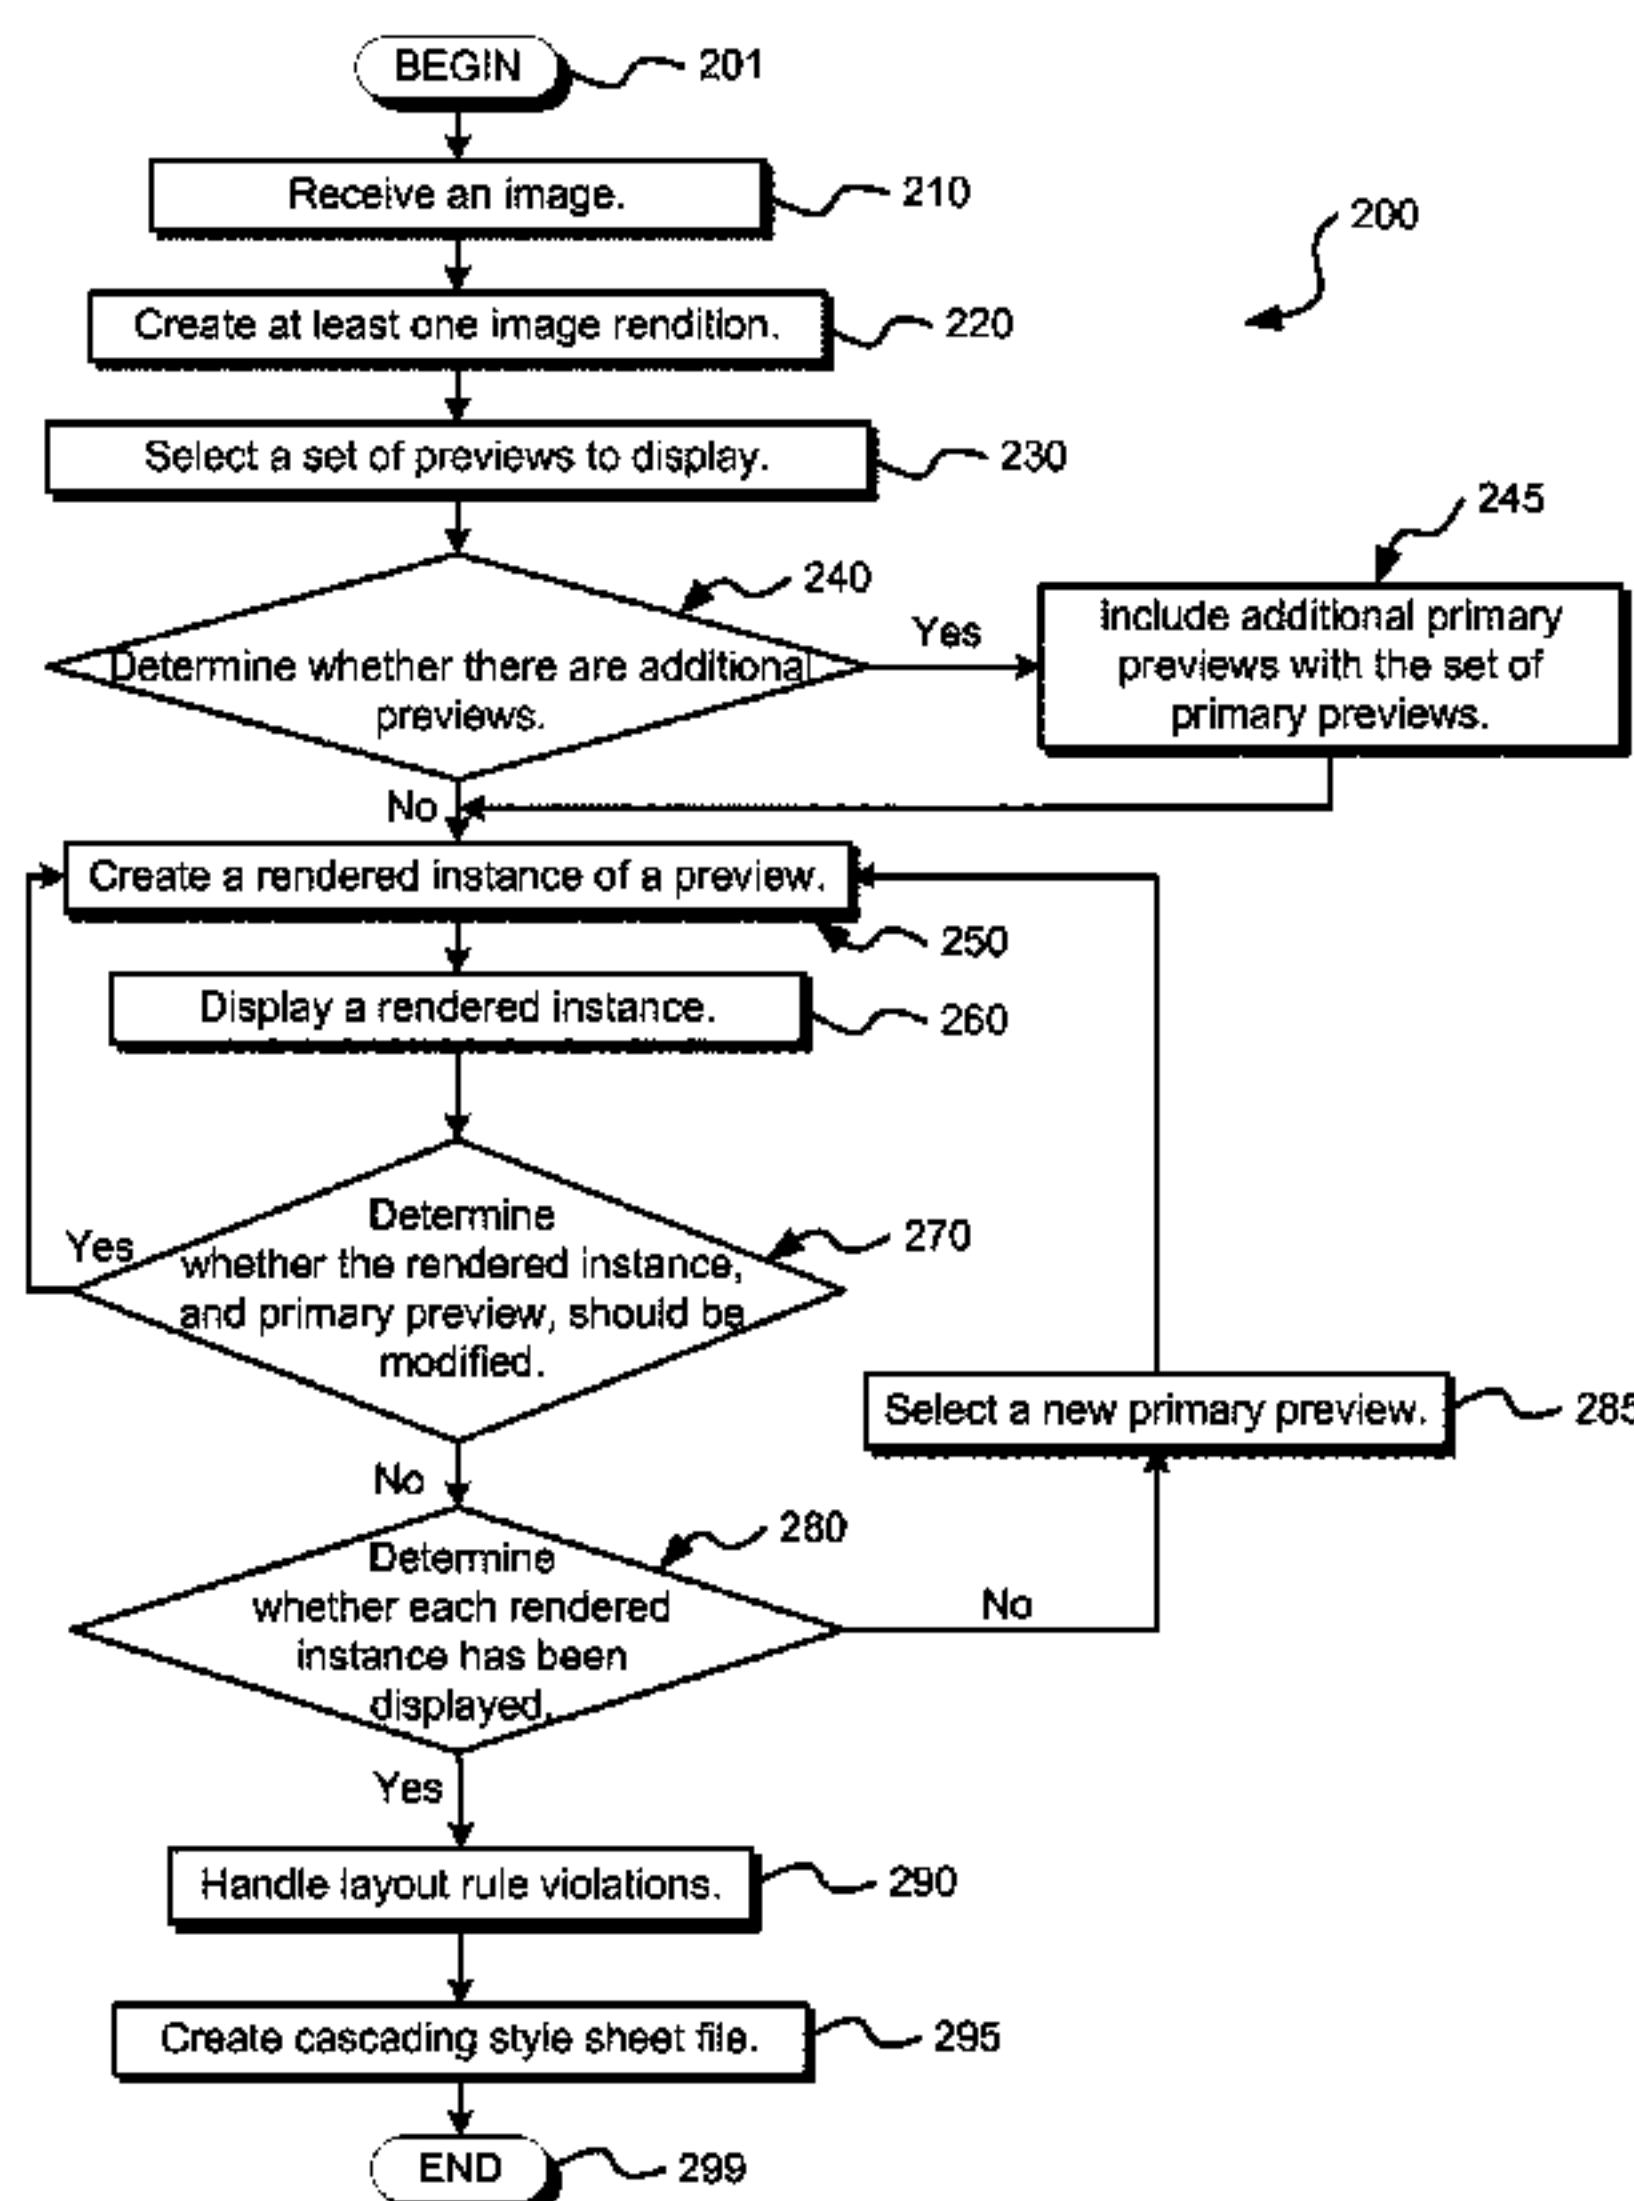 BEGIN
201
Receive an image.
210
200
Create at least one image rendition.
220
Select a set of previews to display.
230
245
240
Determine whether there are additional
previews.
Yes
Include additional primary
previews with the set of
primary previews.
No
Create a rendered instance of a preview.
250
Display a rendered instance.
260
Determine
whether the rendered instance,
and primary preview, should be
modified.
270
Yes
Select a new primary preview.
285
No
280
Determine
whether each rendered
instance has been
displayed.
No
Yes
Handle layout rule violations.
290
Create cascading style sheet file.
295
END
299